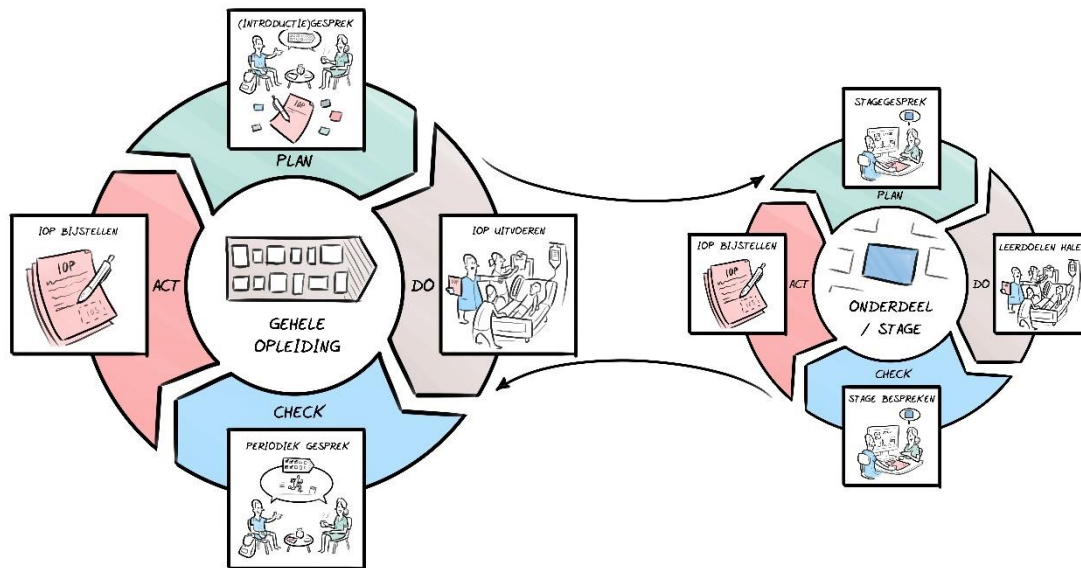 (INTRODUCTIE)GESPREK
IOP
PLAN
IOP BIJSTELLEN
IOP
ACT
GEHELE
OPLEIDING
DO
IOP UITVOEREN
CHECK
PERIODIEK GESPREK
STAGEGESPREK
PLAN
IOP BIJSTELLEN
IOP
ACT
ONDERDEEL
/ STAGE
DO
LEERDOELEN HALE
CHECK
STAGE BESPREKEN